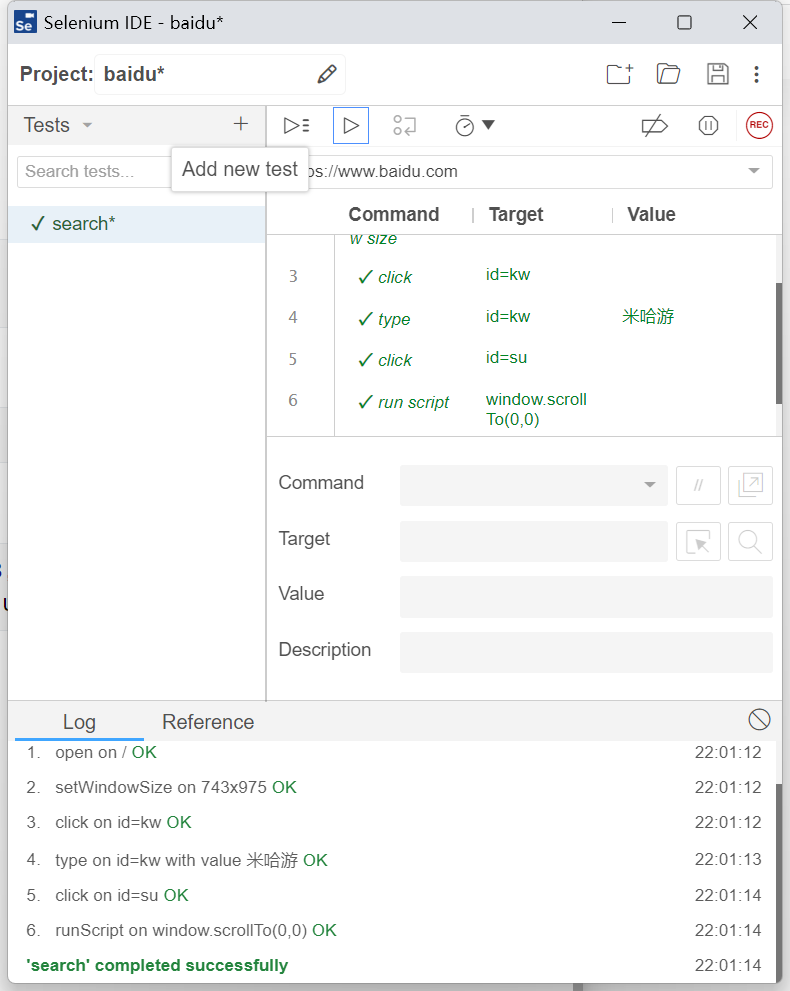 Selenium IDE - baidu*
Project: baidu*
Tests
REC
Search tests...
Add new test
ps://www.baidu.com
Command Target Value
search*
w size
3 click id=kw
4 type id=kw 米哈游
5 click id=su
6 run script window.scroll
To(0,0)
Command //
Target
Value
Description
Log Reference
1. open on / OK 22:01:12
2. setWindowSize on 743x975 OK 22:01:12
3. click on id=kw OK 22:01:12
4. type on id=kw with value 米哈游 OK 22:01:13
5. click on id=su OK 22:01:14
6. runScript on window.scrollTo(0,0) OK 22:01:14
'search' completed successfully 22:01:14